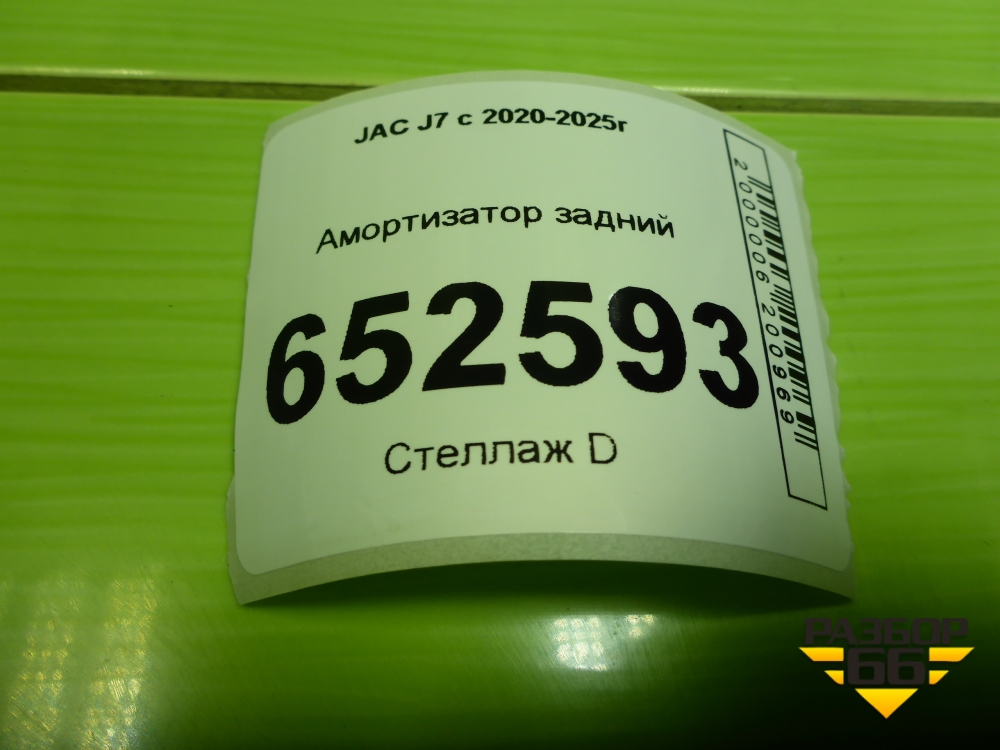 JAC J7 с 2020-2025г
Амортизатор задний
652593
Стеллаж D
2000006200969
РАЗБОР
66